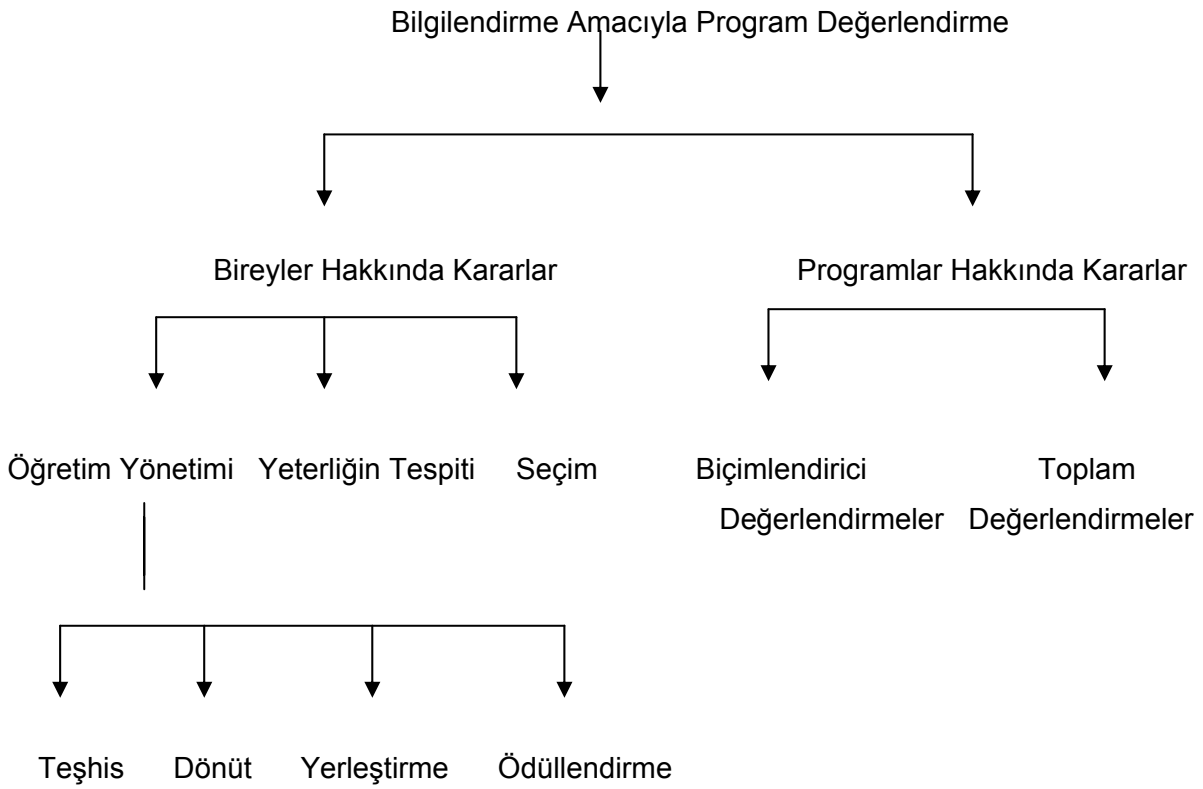 Bilgilendirme Amacıyla Program Değerlendirme
Bireyler Hakkında Kararlar Programlar Hakkında Kararlar
Öğretim Yönetimi Yeterliğin Tespiti Seçim Biçimlendirici Toplam
Değerlendirmeler Değerlendirmeler
Teşhis Dönüt Yerleştirme Ödüllendirme